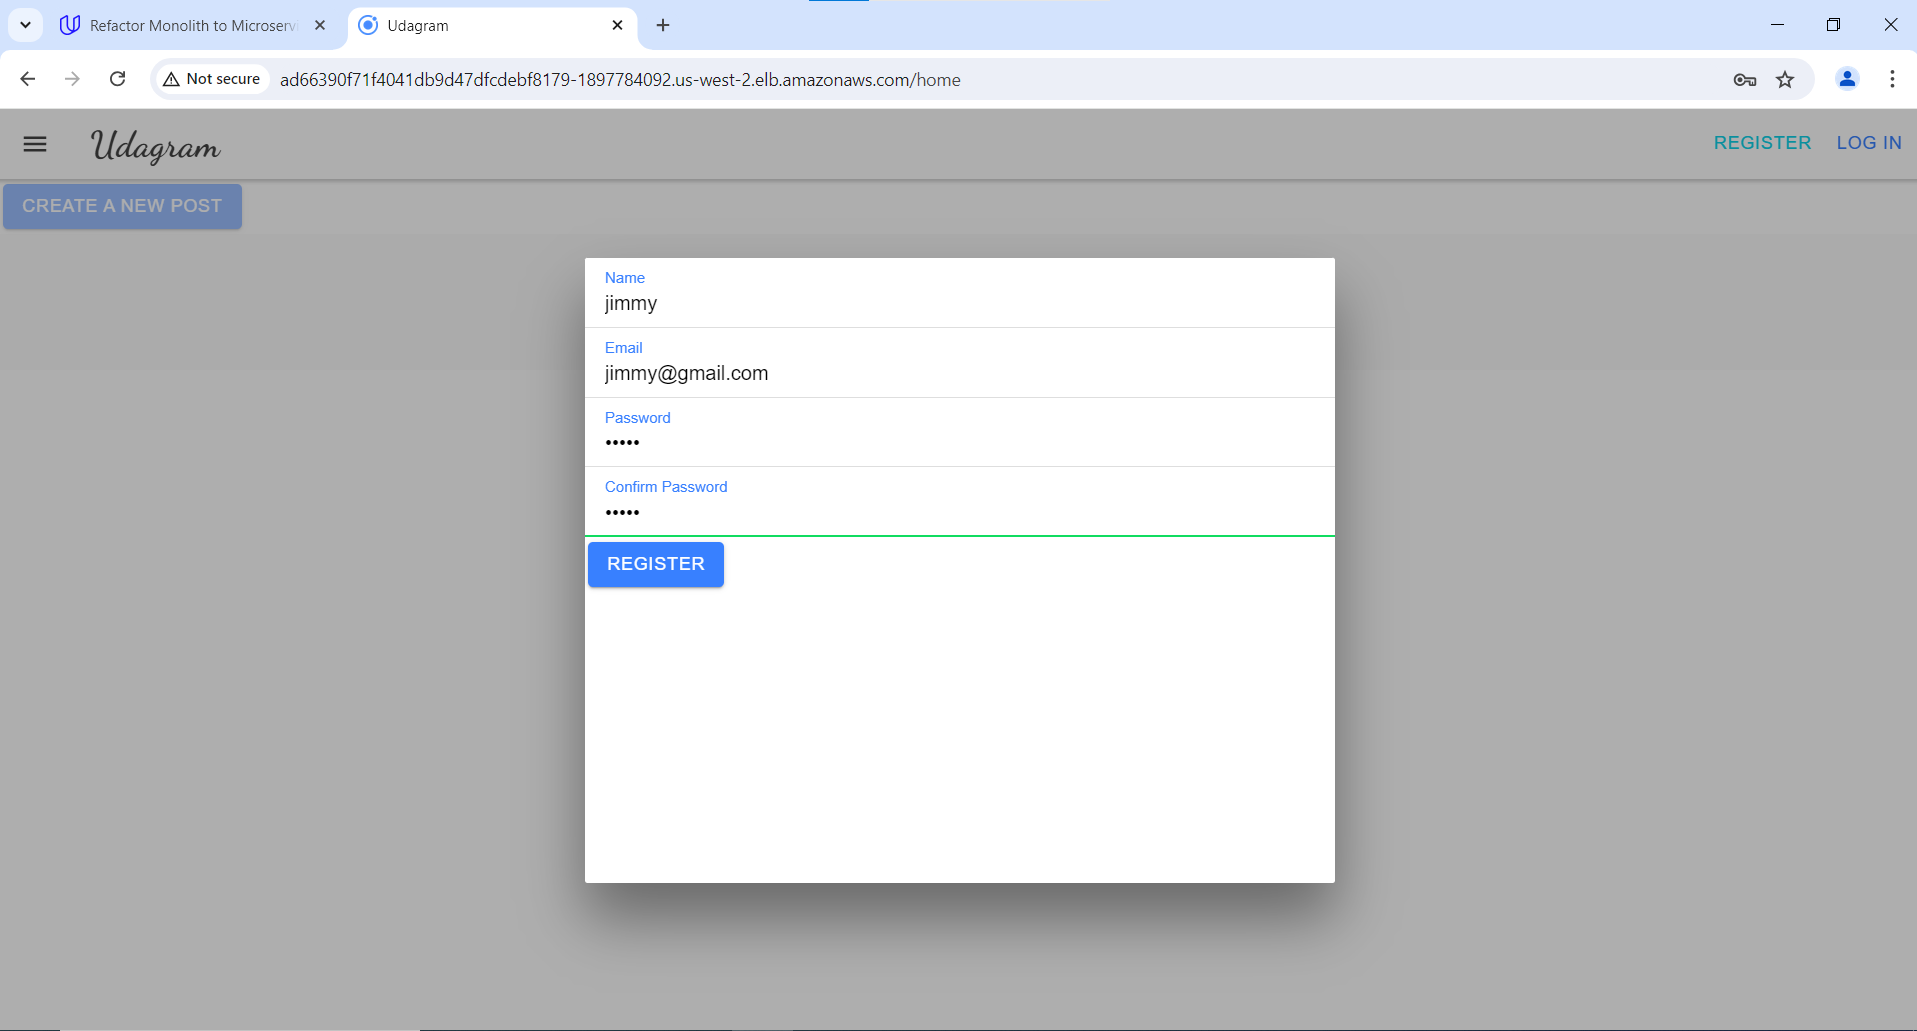 Refactor Monolith to Microserv
Udagram
Not secure
ad66390f71f4041db9d47dfcdebf8179-1897784092.us-west-2.elb.amazonaws.com/home
Udagram
REGISTER
LOG IN
CREATE A NEW POST
Name
jimmy
Email
jimmy@gmail.com
Password
•••••
Confirm Password
•••••
REGISTER